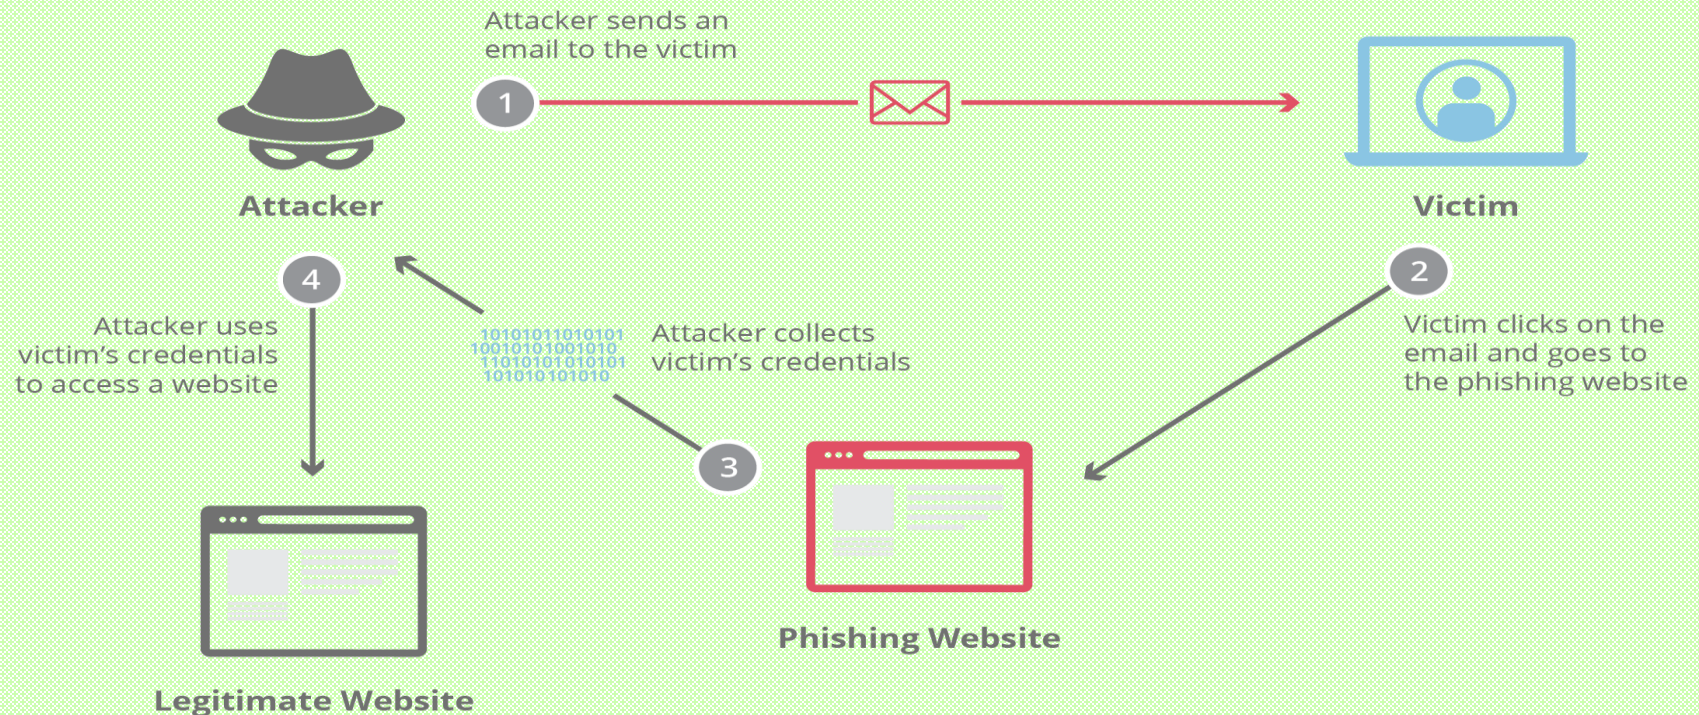 Attacker sends an
email to the victim
1
Attacker
Victim
4
2
Attacker uses
victim's credentials
to access a website
10101011010101
10010101001010
11010101010101
101010101010
Attacker collects
victim's credentials
Victim clicks on the
email and goes to
the phishing website
3
Phishing Website
Legitimate Website